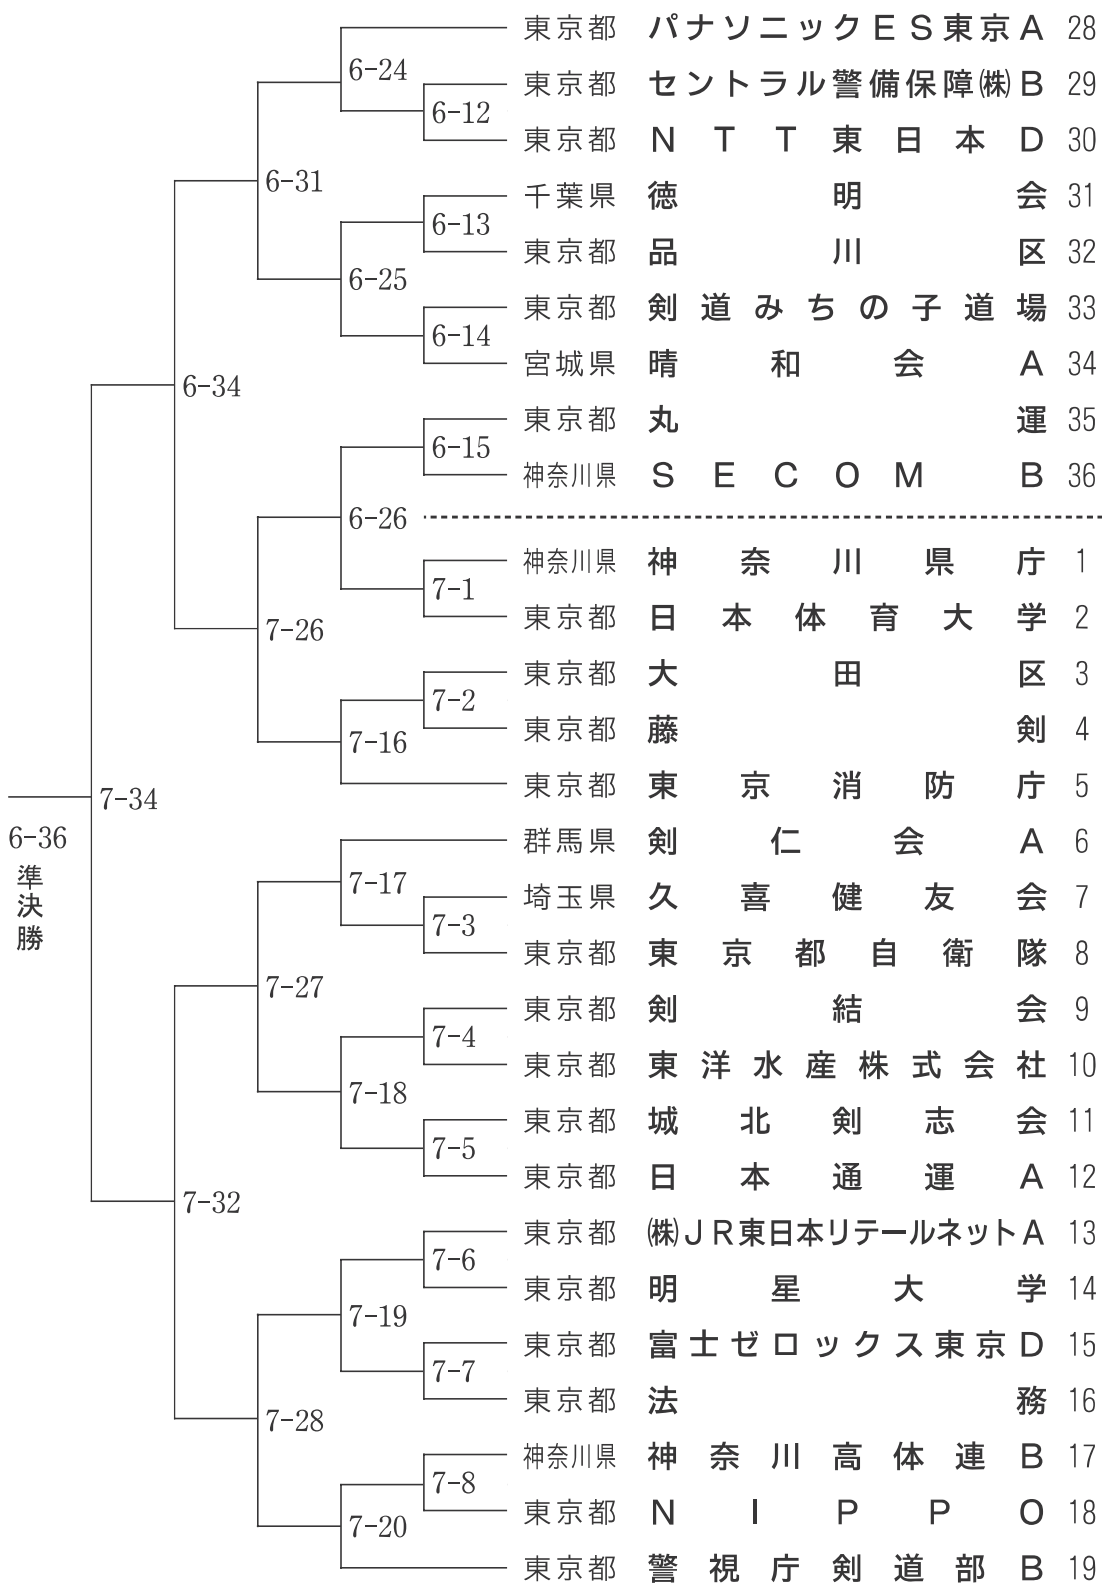 東京都 パナソニックES東京A 28
6-24
東京都 セントラル警備保障㈱B 29
6-12
東京都 NTT東日本D 30
6-31
千葉県 徳明会 31
6-13
東京都 品川区 32
6-25
東京都 剣道みちの子道場 33
6-14
宮城県 晴和会A 34
6-34
東京都 丸運 35
6-15
神奈川県 SECOMB 36
6-26
神奈川県 神奈川県庁 1
7-1
東京都 日本体育大学 2
7-26
東京都 大田区 3
7-2
東京都 藤剣 4
7-16
東京都 東京消防庁 5
7-34
6-36
準決勝
群馬県 剣仁会A 6
7-17
埼玉県 久喜健友会 7
7-3
東京都 東京都自衛隊 8
7-27
東京都 剣結会 9
7-4
東京都 東洋水産株式会社 10
7-18
東京都 城北剣志会 11
7-5
東京都 日本通運A 12
7-32
東京都 ㈱JR東日本リテールネットA 13
7-6
東京都 明星大学 14
7-19
東京都 富士ゼロックス東京D 15
7-7
東京都 法務 16
7-28
神奈川県 神奈川高体連B 17
7-8
東京都 NIPPO 18
7-20
東京都 警視庁剣道部B 19